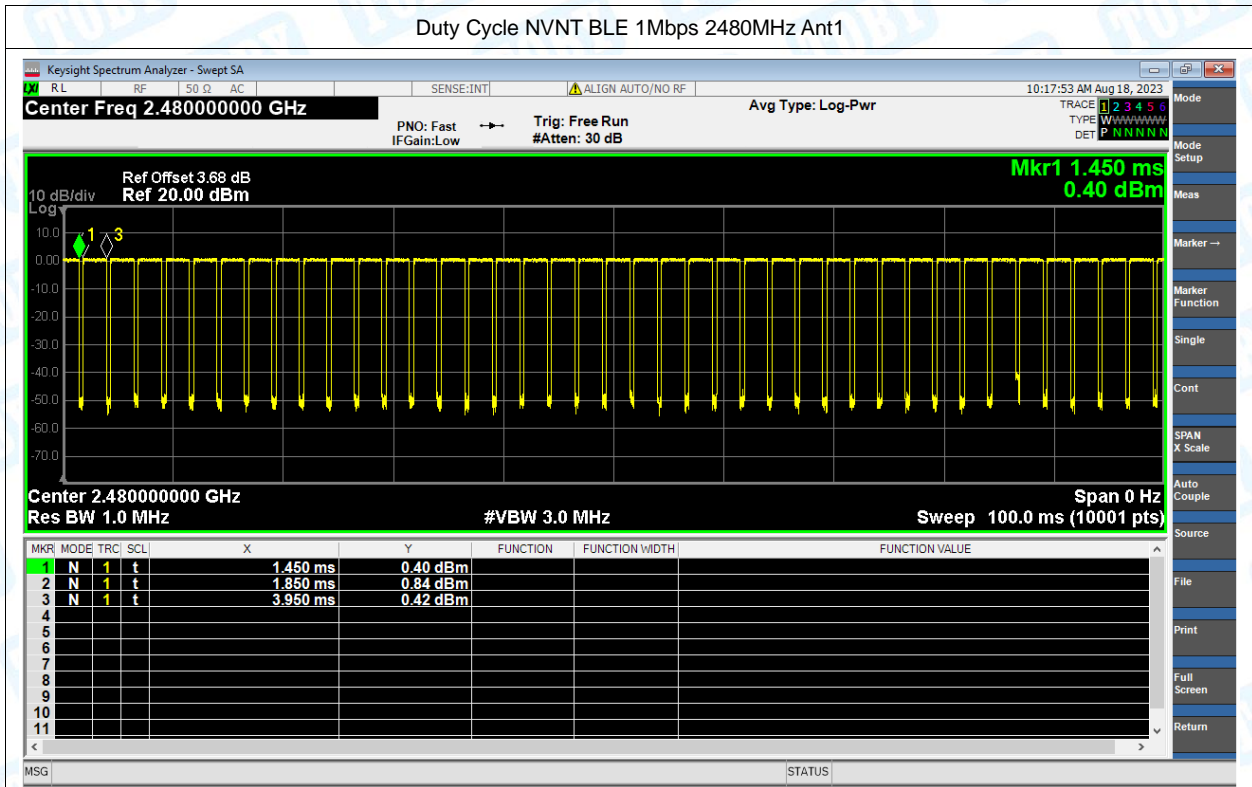 Duty Cycle NVNT BLE 1Mbps 2480MHz Ant1
Keysight Spectrum Analyzer - Swept SA
LXI RL RF 50 Ω AC SENSE:INT ALIGN AUTO/NO RF 10:17:53 AM Aug 18, 2023
Center Freq 2.480000000 GHz
PNO: Fast
IFGain:Low
Trig: Free Run
#Atten: 30 dB
Avg Type: Log-Pwr
TRACE 1 2 3 4 5 6
TYPE WWWWWWW
DET P N N N N N
Mkr1 1.450 ms
0.40 dBm
Ref Offset 3.68 dB
10 dB/div Ref 20.00 dBm
Log
10.0
0.00
-10.0
-20.0
-30.0
-40.0
-50.0
-60.0
-70.0
1
3
Center 2.480000000 GHz Span 0 Hz
Res BW 1.0 MHz #VBW 3.0 MHz Sweep 100.0 ms (10001 pts)
MKR MODE TRC SCL X Y FUNCTION FUNCTION WIDTH FUNCTION VALUE
1 N 1 t 1.450 ms 0.40 dBm
2 N 1 t 1.850 ms 0.84 dBm
3 N 1 t 3.950 ms 0.42 dBm
4
5
6
7
8
9
10
11
MSG STATUS
Mode
Mode
Setup
Meas
Marker →
Marker
Function
Single
Cont
SPAN
X Scale
Auto
Couple
Source
File
Print
Full
Screen
Return
TOBY